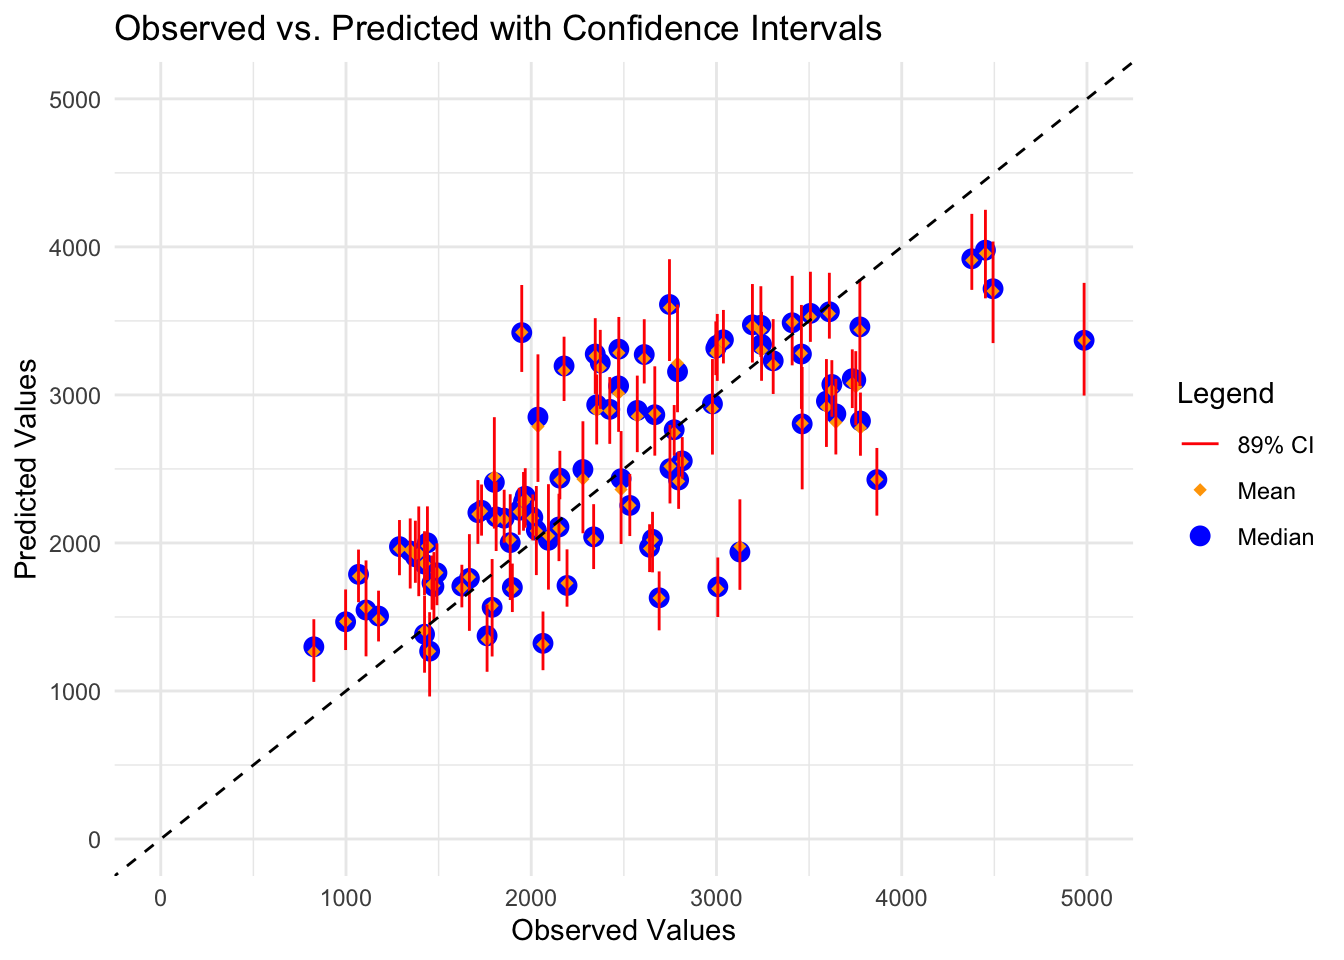 Observed vs. Predicted with Confidence Intervals
Predicted Values
5000
4000
3000
2000
1000
0
0 1000 2000 3000 4000 5000
Observed Values
Legend
89% CI
Mean
Median